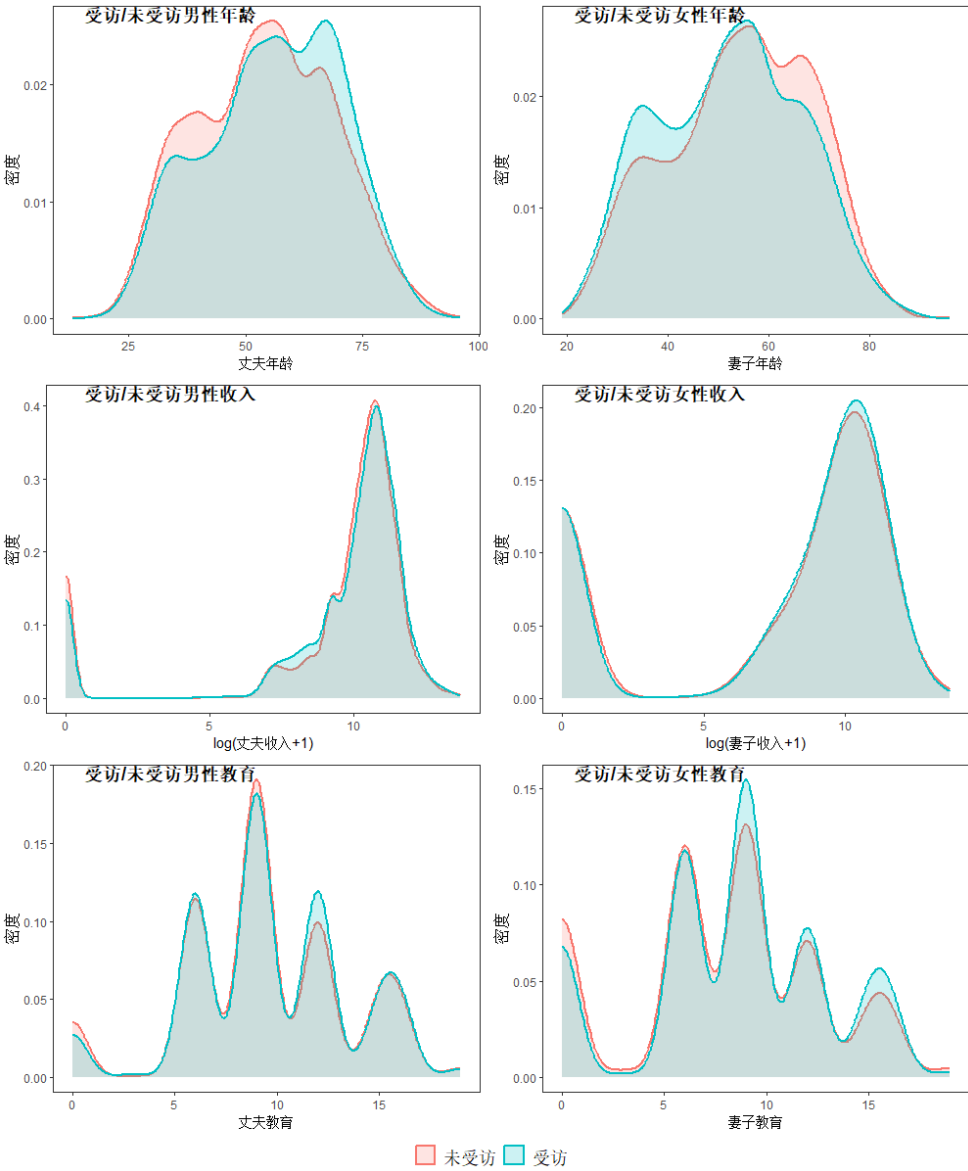 受访/未受访男性年龄
密度
0.02
0.01
0.00
25
50
75
100
丈夫年龄
受访/未受访女性年龄
密度
0.02
0.01
0.00
20
40
60
80
妻子年龄
受访/未受访男性收入
密度
0.4
0.3
0.2
0.1
0.0
0
5
10
log(丈夫收入+1)
受访/未受访女性收入
密度
0.20
0.15
0.10
0.05
0.00
0
5
10
log(妻子收入+1)
受访/未受访男性教育
密度
0.20
0.15
0.10
0.05
0.00
0
5
10
15
丈夫教育
受访/未受访女性教育
密度
0.15
0.10
0.05
0.00
0
5
10
15
妻子教育
未受访 受访